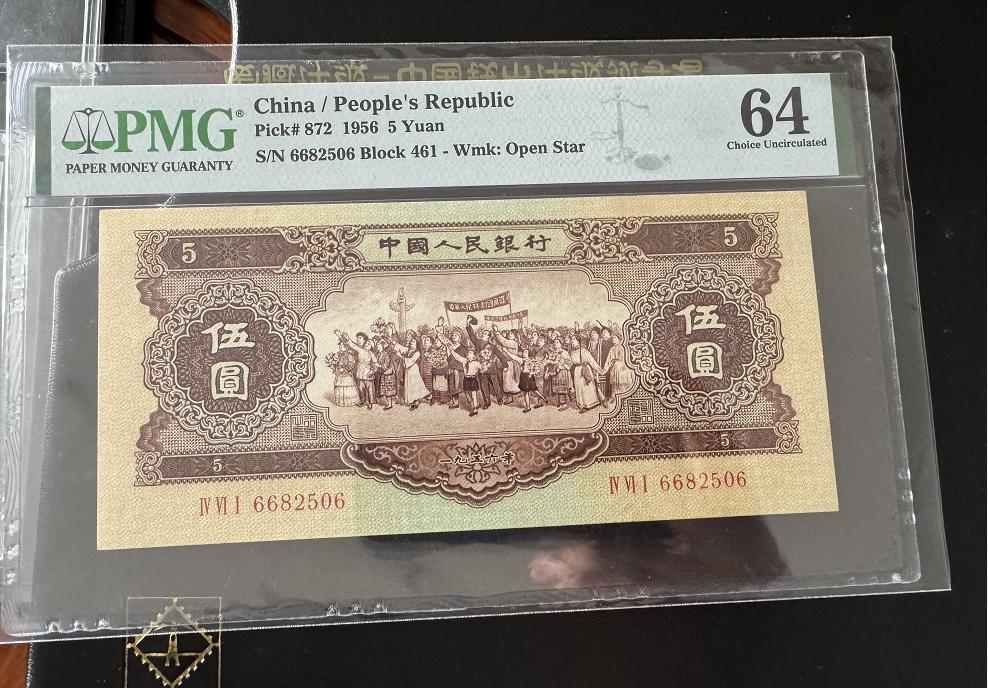 PMG®
PAPER MONEY GUARANTY
China / People's Republic
Pick# 872 1956 5 Yuan
S/N 6682506 Block 461 - Wmk: Open Star
64
Choice Uncirculated
5 中國人民銀行 5
伍圓
伍圓
5 一九五六年 5
ⅣⅥⅠ 6682506
ⅣⅥⅠ 6682506